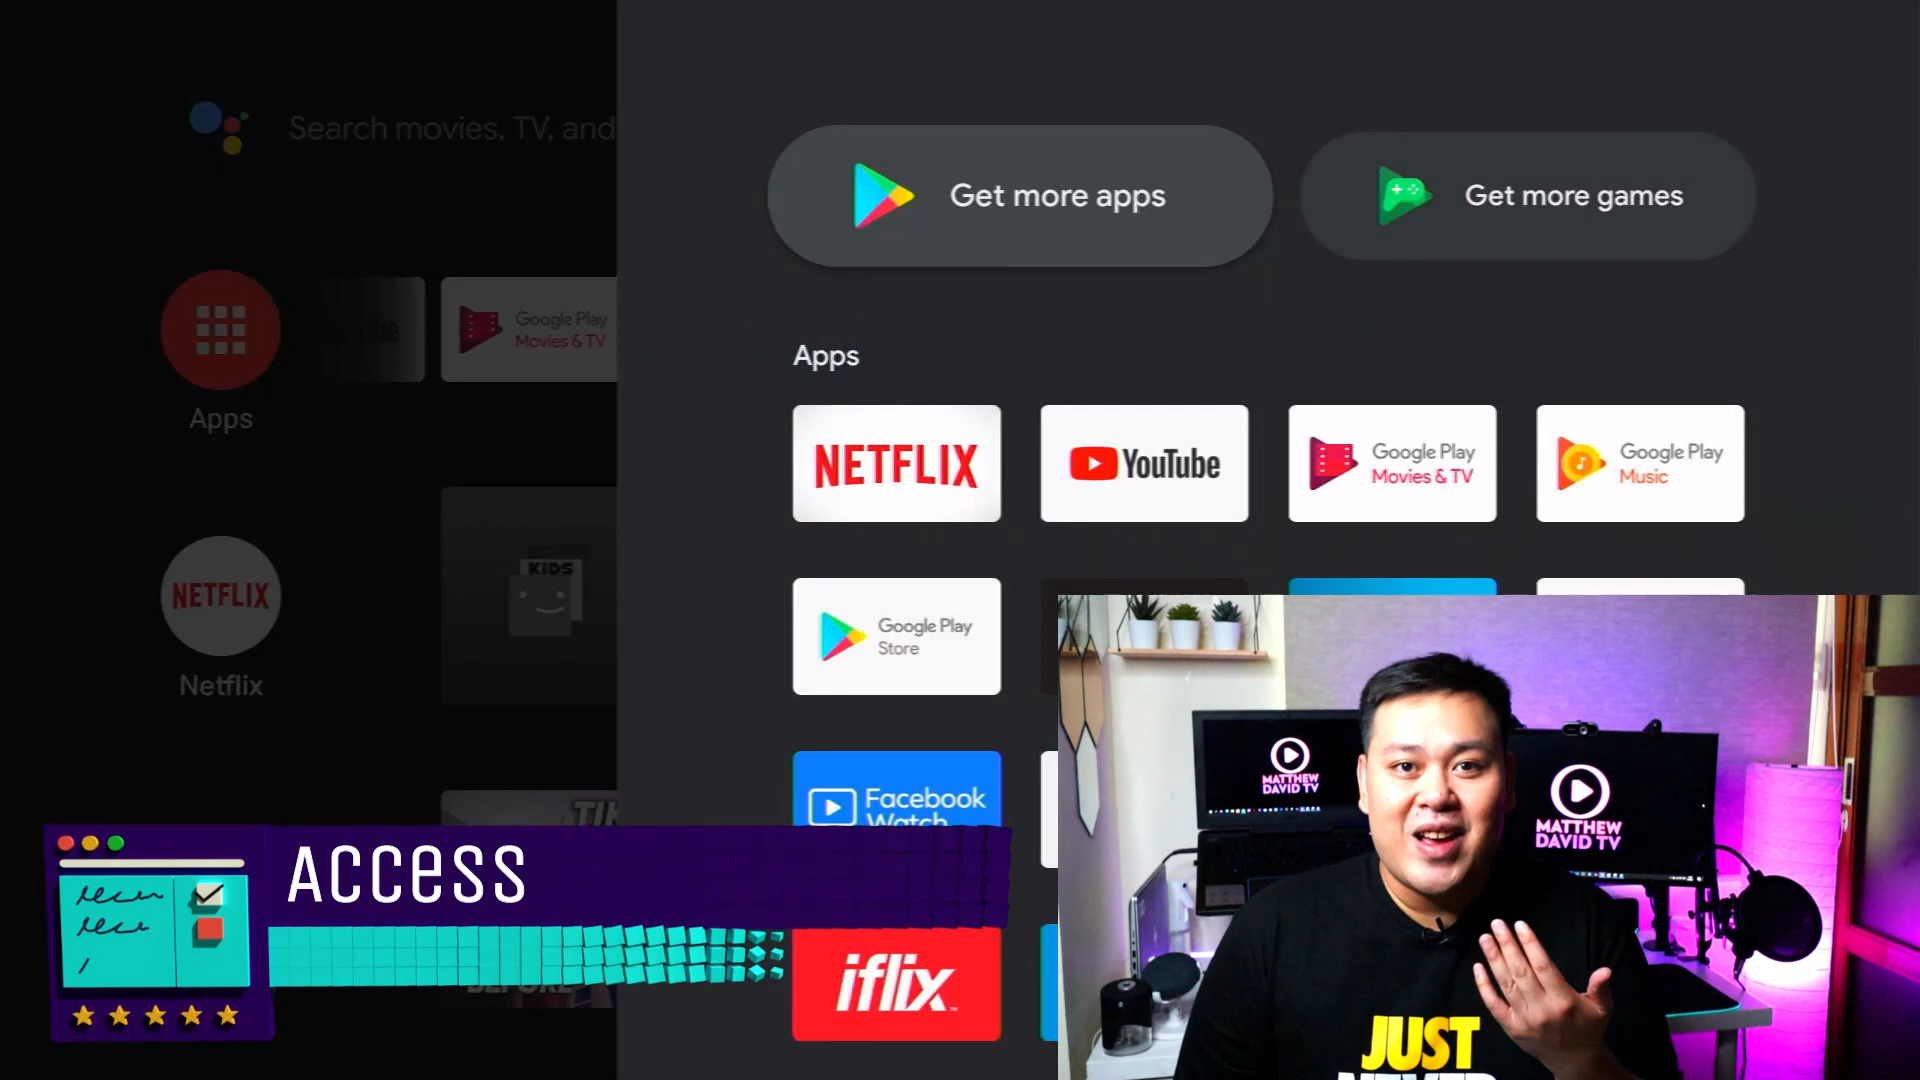 Search movies, TV, and
Get more apps
Get more games
Google Play
Movies & TV
Apps
Apps
NETFLIX
YouTube
Google Play
Movies & TV
Google Play
Music
KIDS
NETFLIX
Netflix
Google Play
Store
Facebook
Watch
Access
iflix
MATTHEW
DAVID TV
MATTHEW
DAVID TV
JUST
NEVER